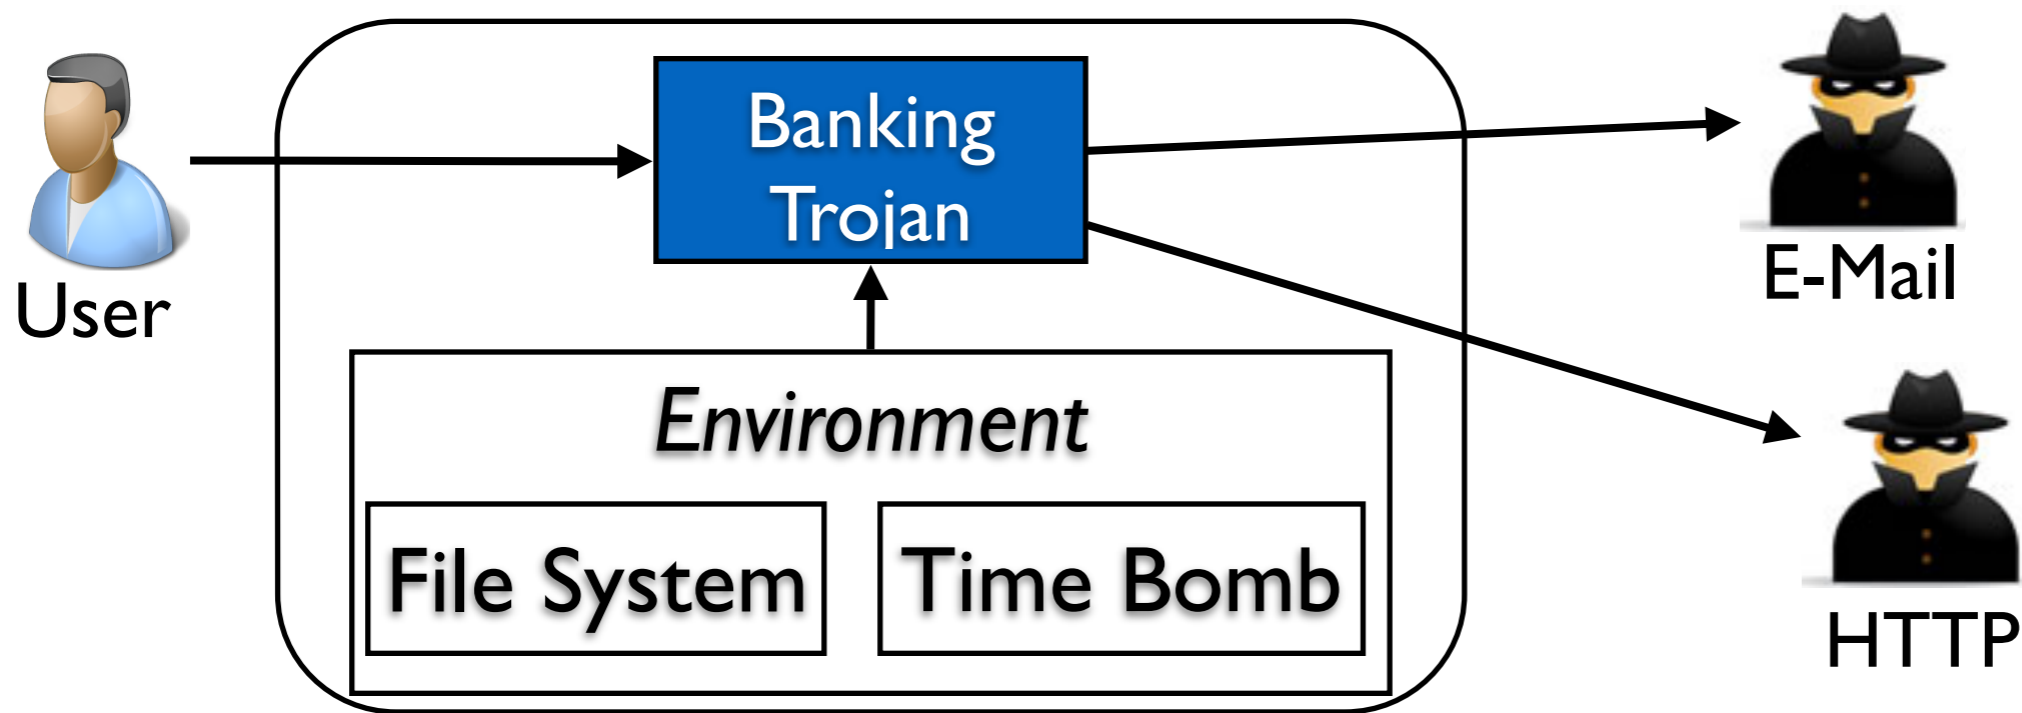 Banking
Trojan
User
E-Mail
Environment
File System
Time Bomb
HTTP